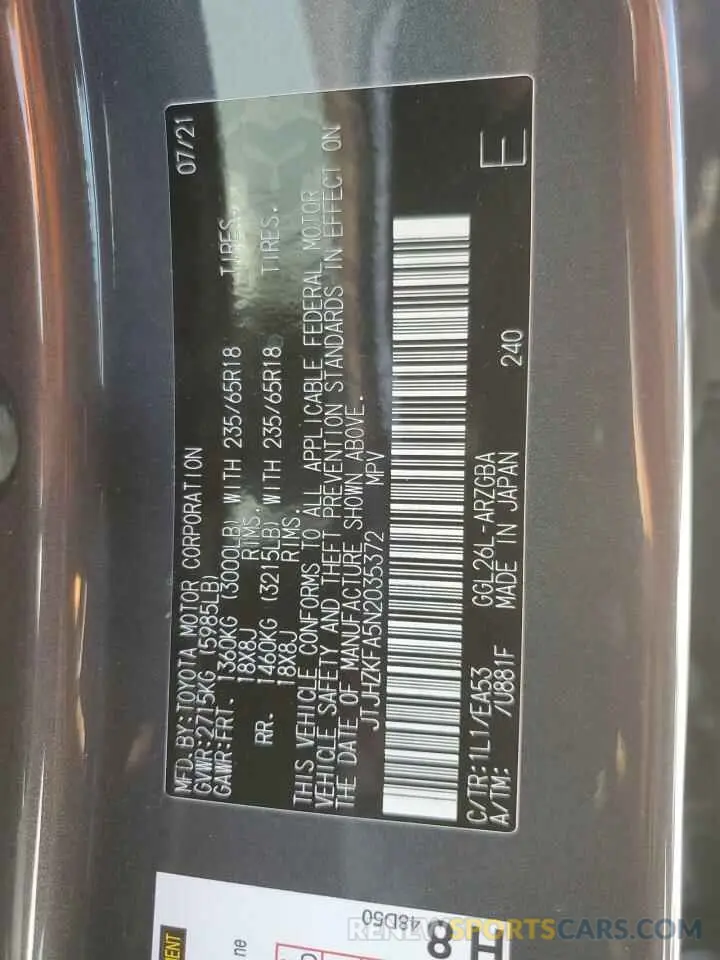 MFD.BY:TOYOTA MOTOR CORPORATION 07/21
GVWR:2715KG (5985LB)
GAWR:FRT. 1360KG (3000LB) WITH 235/65R18 TIRES,
18X8J RIMS.
RR. 1460KG (3215LB) WITH 235/65R18 TIRES.
18X8J RIMS.
THIS VEHICLE CONFORMS TO ALL APPLICABLE FEDERAL MOTOR
VEHICLE SAFETY AND THEFT PREVENTION STANDARDS IN EFFECT ON
THE DATE OF MANUFACTURE SHOWN ABOVE.
JTJHZKFA5N2035372 MPV
C/TR:1L1/EA53 GGL26L-ARZGBA 240 E
A/TM: /U881F MADE IN JAPAN
48D50
RENEWSPORTSCARS.COM